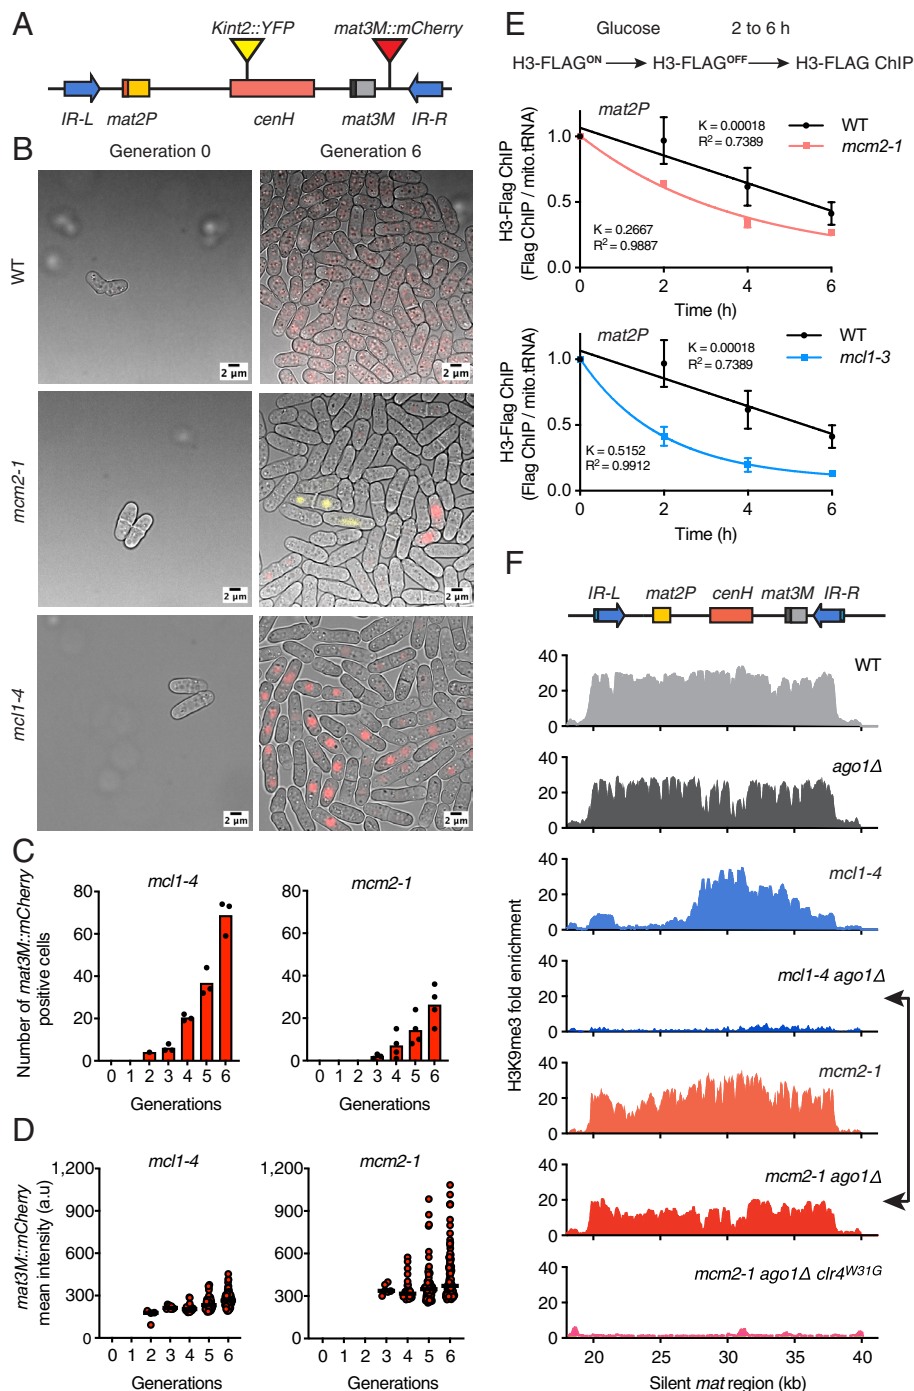 A
Kint2::YFP
mat3M::mCherry
IR-L
mat2P
cenH
mat3M
IR-R
B
Generation 0
Generation 6
WT
2 µm
2 µm
mcm2-1
2 µm
2 µm
mcl1-4
2 µm
2 µm
C
mcl1-4
mcm2-1
Number of mat3M::mCherry
positive cells
80
60
40
20
0
0 1 2 3 4 5 6
Generations
80
60
40
20
0
0 1 2 3 4 5 6
Generations
D
mcl1-4
mcm2-1
mat3M::mCherry
mean intensity (a.u)
1,200
900
600
300
0
0 1 2 3 4 5 6
Generations
1,200
900
600
300
0
0 1 2 3 4 5 6
Generations
E
Glucose
2 to 6 h
H3-FLAGᴼᴺ
H3-FLAGᴼᶠᶠ
H3-FLAG ChIP
mat2P
K = 0.00018
R² = 0.7389
WT
mcm2-1
K = 0.2667
R² = 0.9887
H3-Flag ChIP
(Flag ChIP / mito.tRNA)
1.0
0.5
0.0
0 2 4 6
Time (h)
mat2P
K = 0.00018
R² = 0.7389
WT
mcl1-3
K = 0.5152
R² = 0.9912
H3-Flag ChIP
(Flag ChIP / mito.tRNA)
1.0
0.5
0.0
0 2 4 6
Time (h)
F
IR-L
mat2P
cenH
mat3M
IR-R
H3K9me3 fold enrichment
40
20
0
WT
40
20
0
ago1Δ
40
20
0
mcl1-4
40
20
0
mcl1-4 ago1Δ
40
20
0
mcm2-1
40
20
0
mcm2-1 ago1Δ
40
20
0
mcm2-1 ago1Δ clr4ᵂ³¹ᴳ
20 25 30 35 40
Silent mat region (kb)